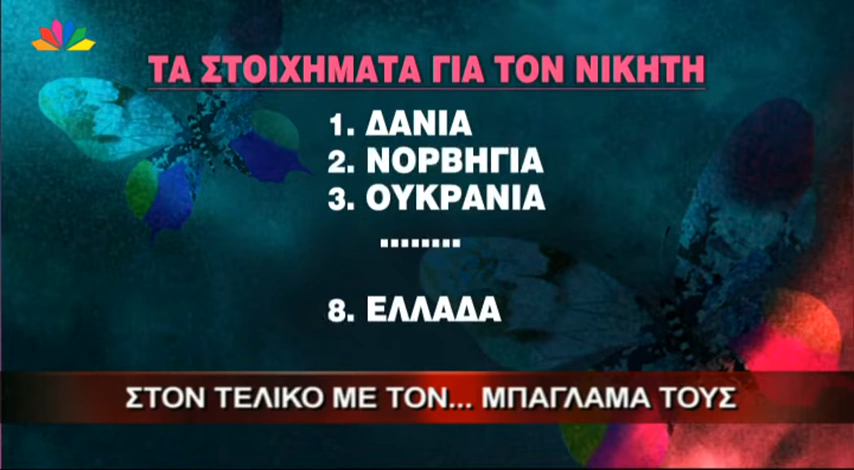 ΤΑ ΣΤΟΙΧΗΜΑΤΑ ΓΙΑ ΤΟΝ ΝΙΚΗΤΗ
1. ΔΑΝΙΑ
2. ΝΟΡΒΗΓΙΑ
3. ΟΥΚΡΑΝΙΑ
........
8. ΕΛΛΑΔΑ
ΣΤΟΝ ΤΕΛΙΚΟ ΜΕ ΤΟΝ... ΜΠΑΓΛΑΜΑ ΤΟΥΣ